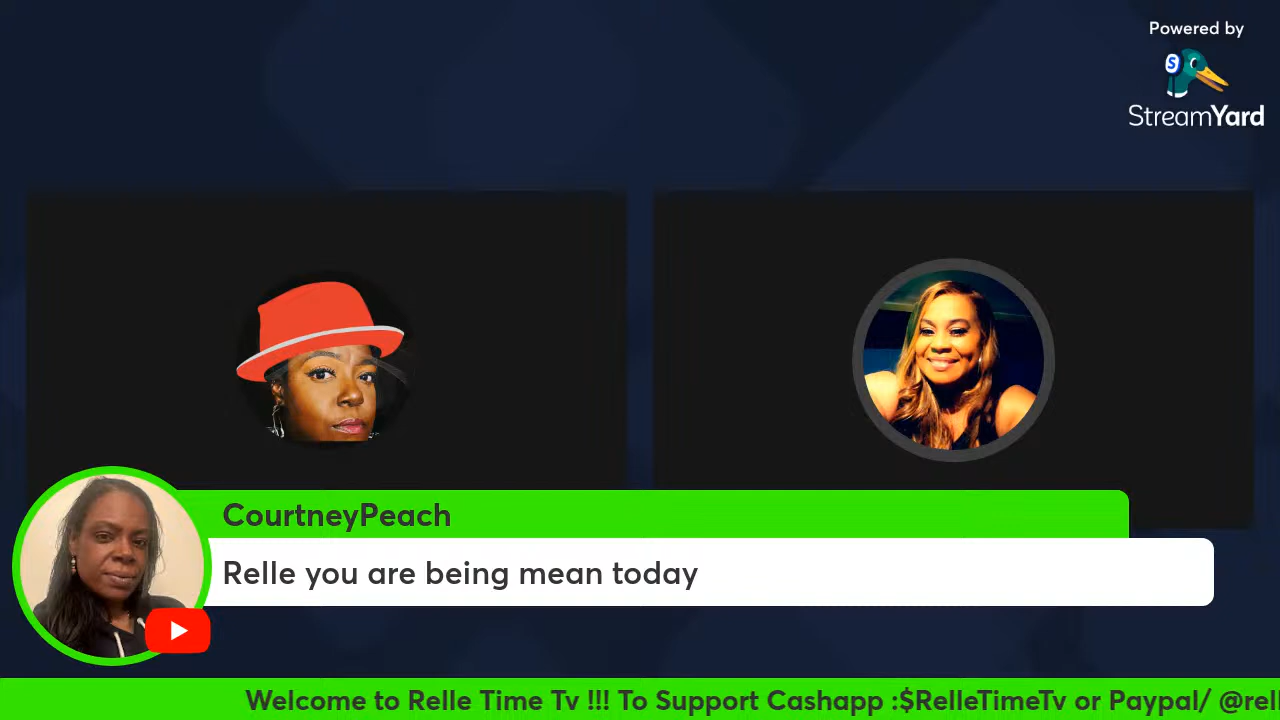 Powered by
S
StreamYard
CourtneyPeach
Relle you are being mean today
Welcome to Relle Time Tv !!! To Support Cashapp :$RelleTimeTv or Paypal/ @rel